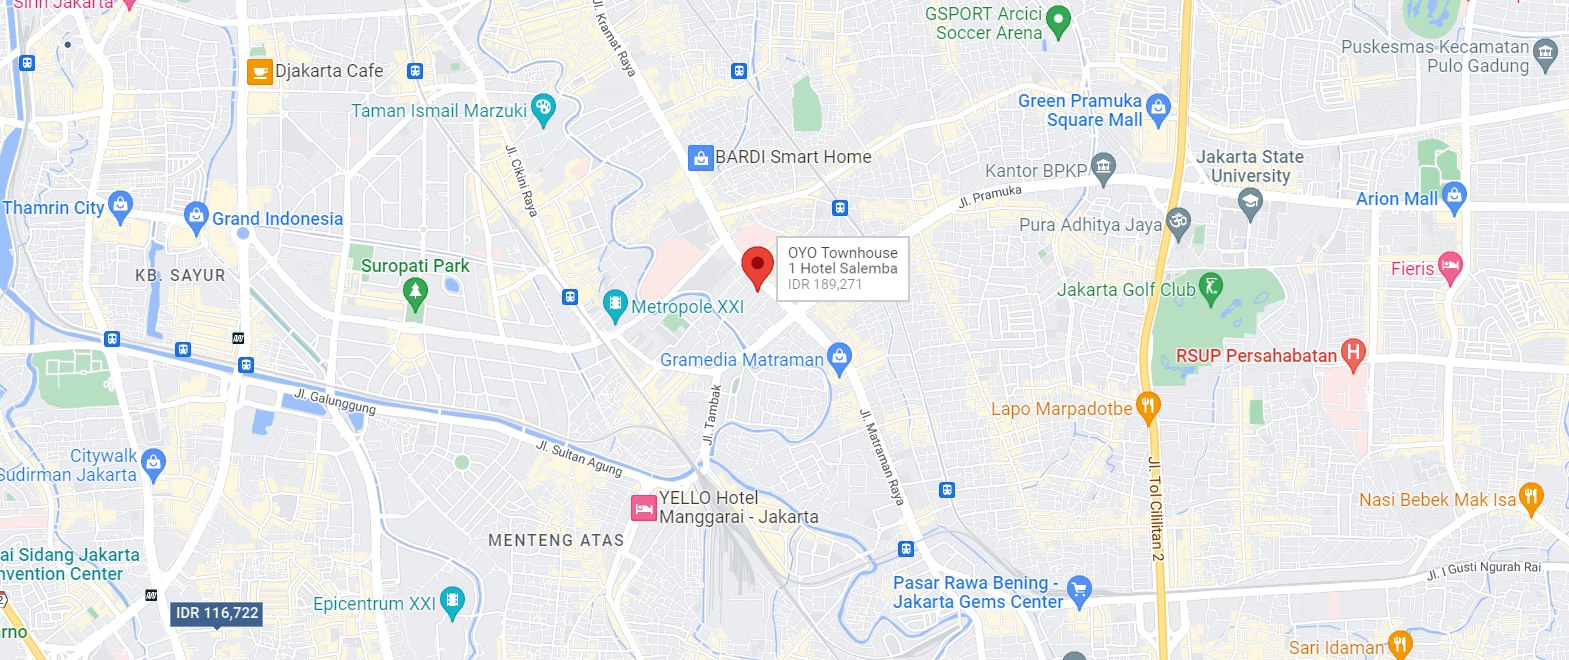 Sirin Jakarta
Jl. Kramat Raya
GSPORT Arcici
Soccer Arena
Puskesmas Kecamatan
Pulo Gadung
Djakarta Cafe
Taman Ismail Marzuki
Green Pramuka
Square Mall
BARDI Smart Home
Jl. Cikini Raya
Kantor BPKP
Jakarta State
University
Jl. Pramuka
Thamrin City
Grand Indonesia
Arion Mall
Pura Adhitya Jaya
OYO Townhouse
1 Hotel Salemba
IDR 189,271
KB. SAYUR
Suropati Park
Fieris
Jakarta Golf Club
Metropole XXI
Gramedia Matraman
RSUP Persahabatan
H
Jl. Galunggung
Jl. Tambak
Lapo Marpadotbe
Jl. Matraman Raya
Citywalk
Sudirman Jakarta
Jl. Sultan Agung
Jl. Tol Cililitan 2
YELLO Hotel
Manggarai - Jakarta
Nasi Bebek Mak Isa
MENTENG ATAS
ai Sidang Jakarta
nvention Center
Jl. I Gusti Ngurah Rai
Pasar Rawa Bening -
Jakarta Gems Center
Epicentrum XXI
IDR 116,722
rno
Sari Idaman